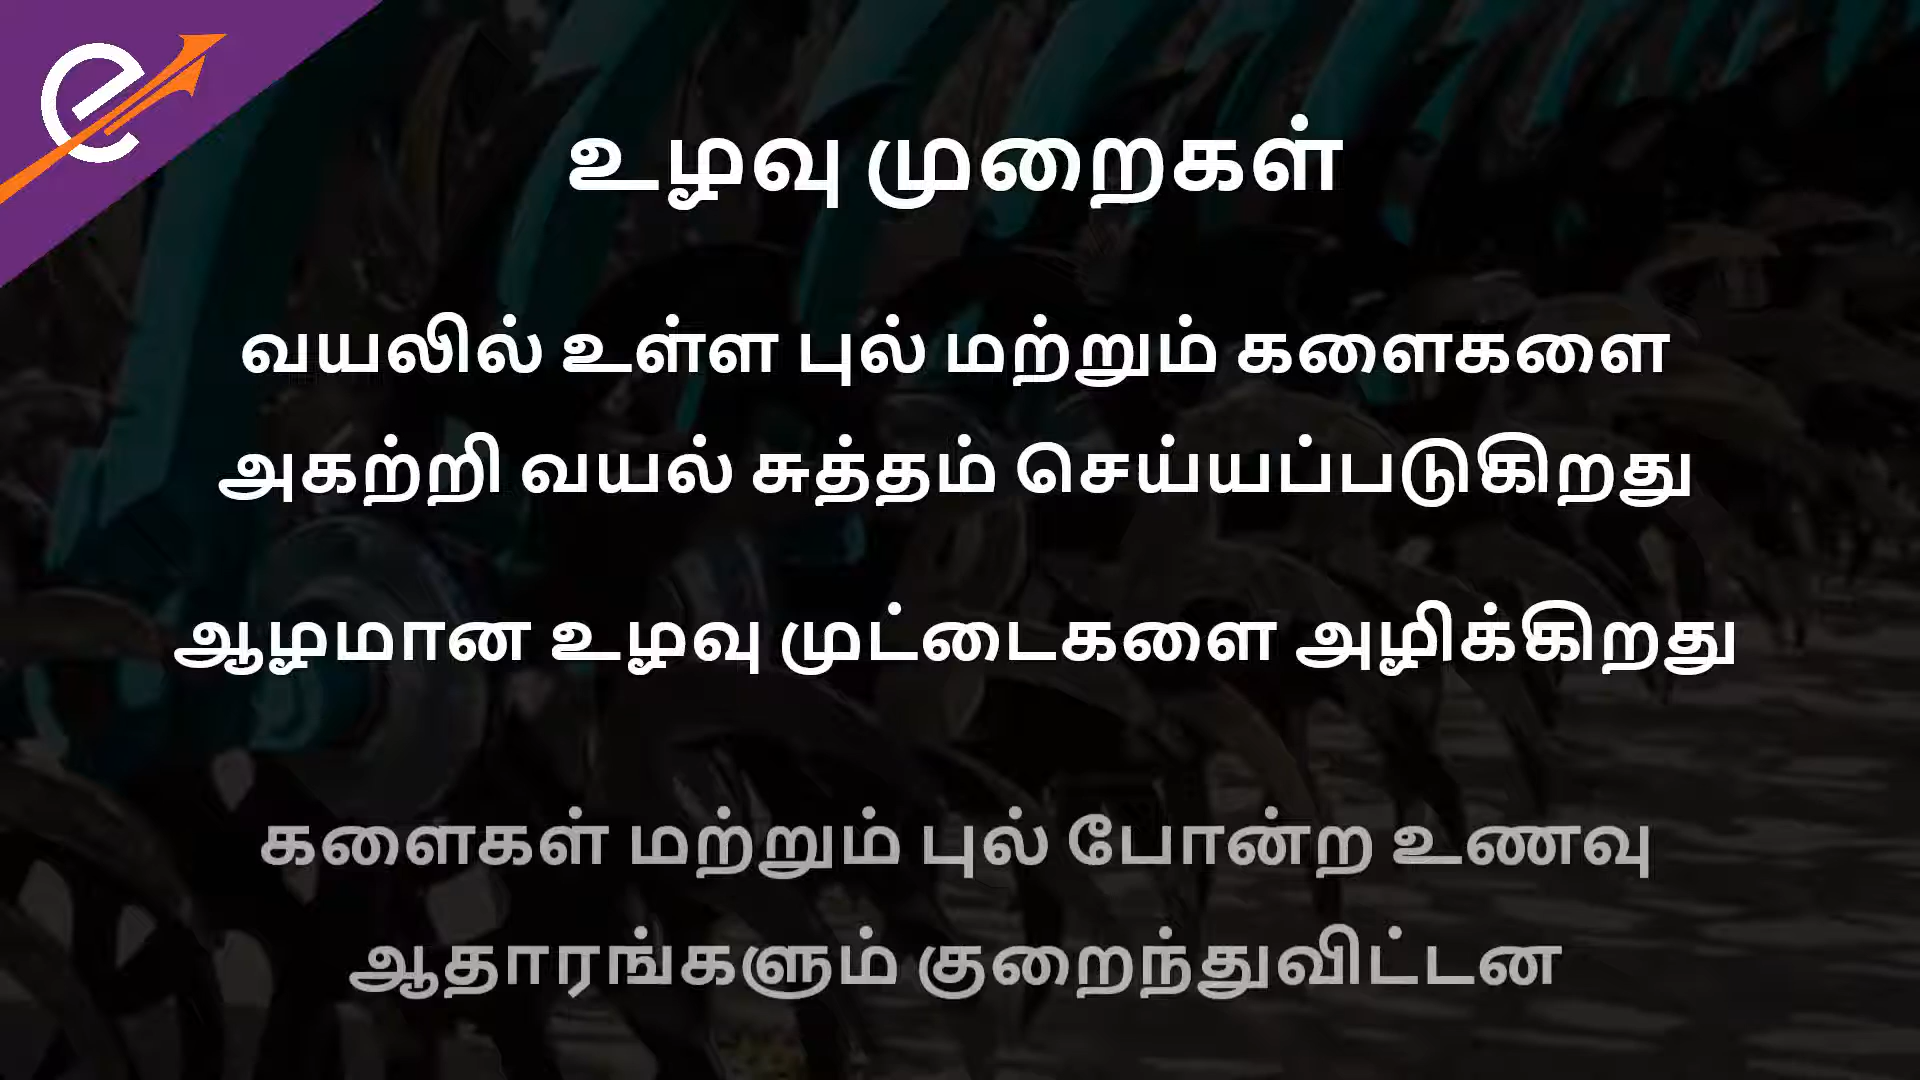 உழவு முறைகள்
வயலில் உள்ள புல் மற்றும் களைகளை
அகற்றி வயல் சுத்தம் செய்யப்படுகிறது
ஆழமான உழவு முட்டைகளை அழிக்கிறது
களைகள் மற்றும் புல் போன்ற உணவு
ஆதாரங்களும் குறைந்துவிட்டன